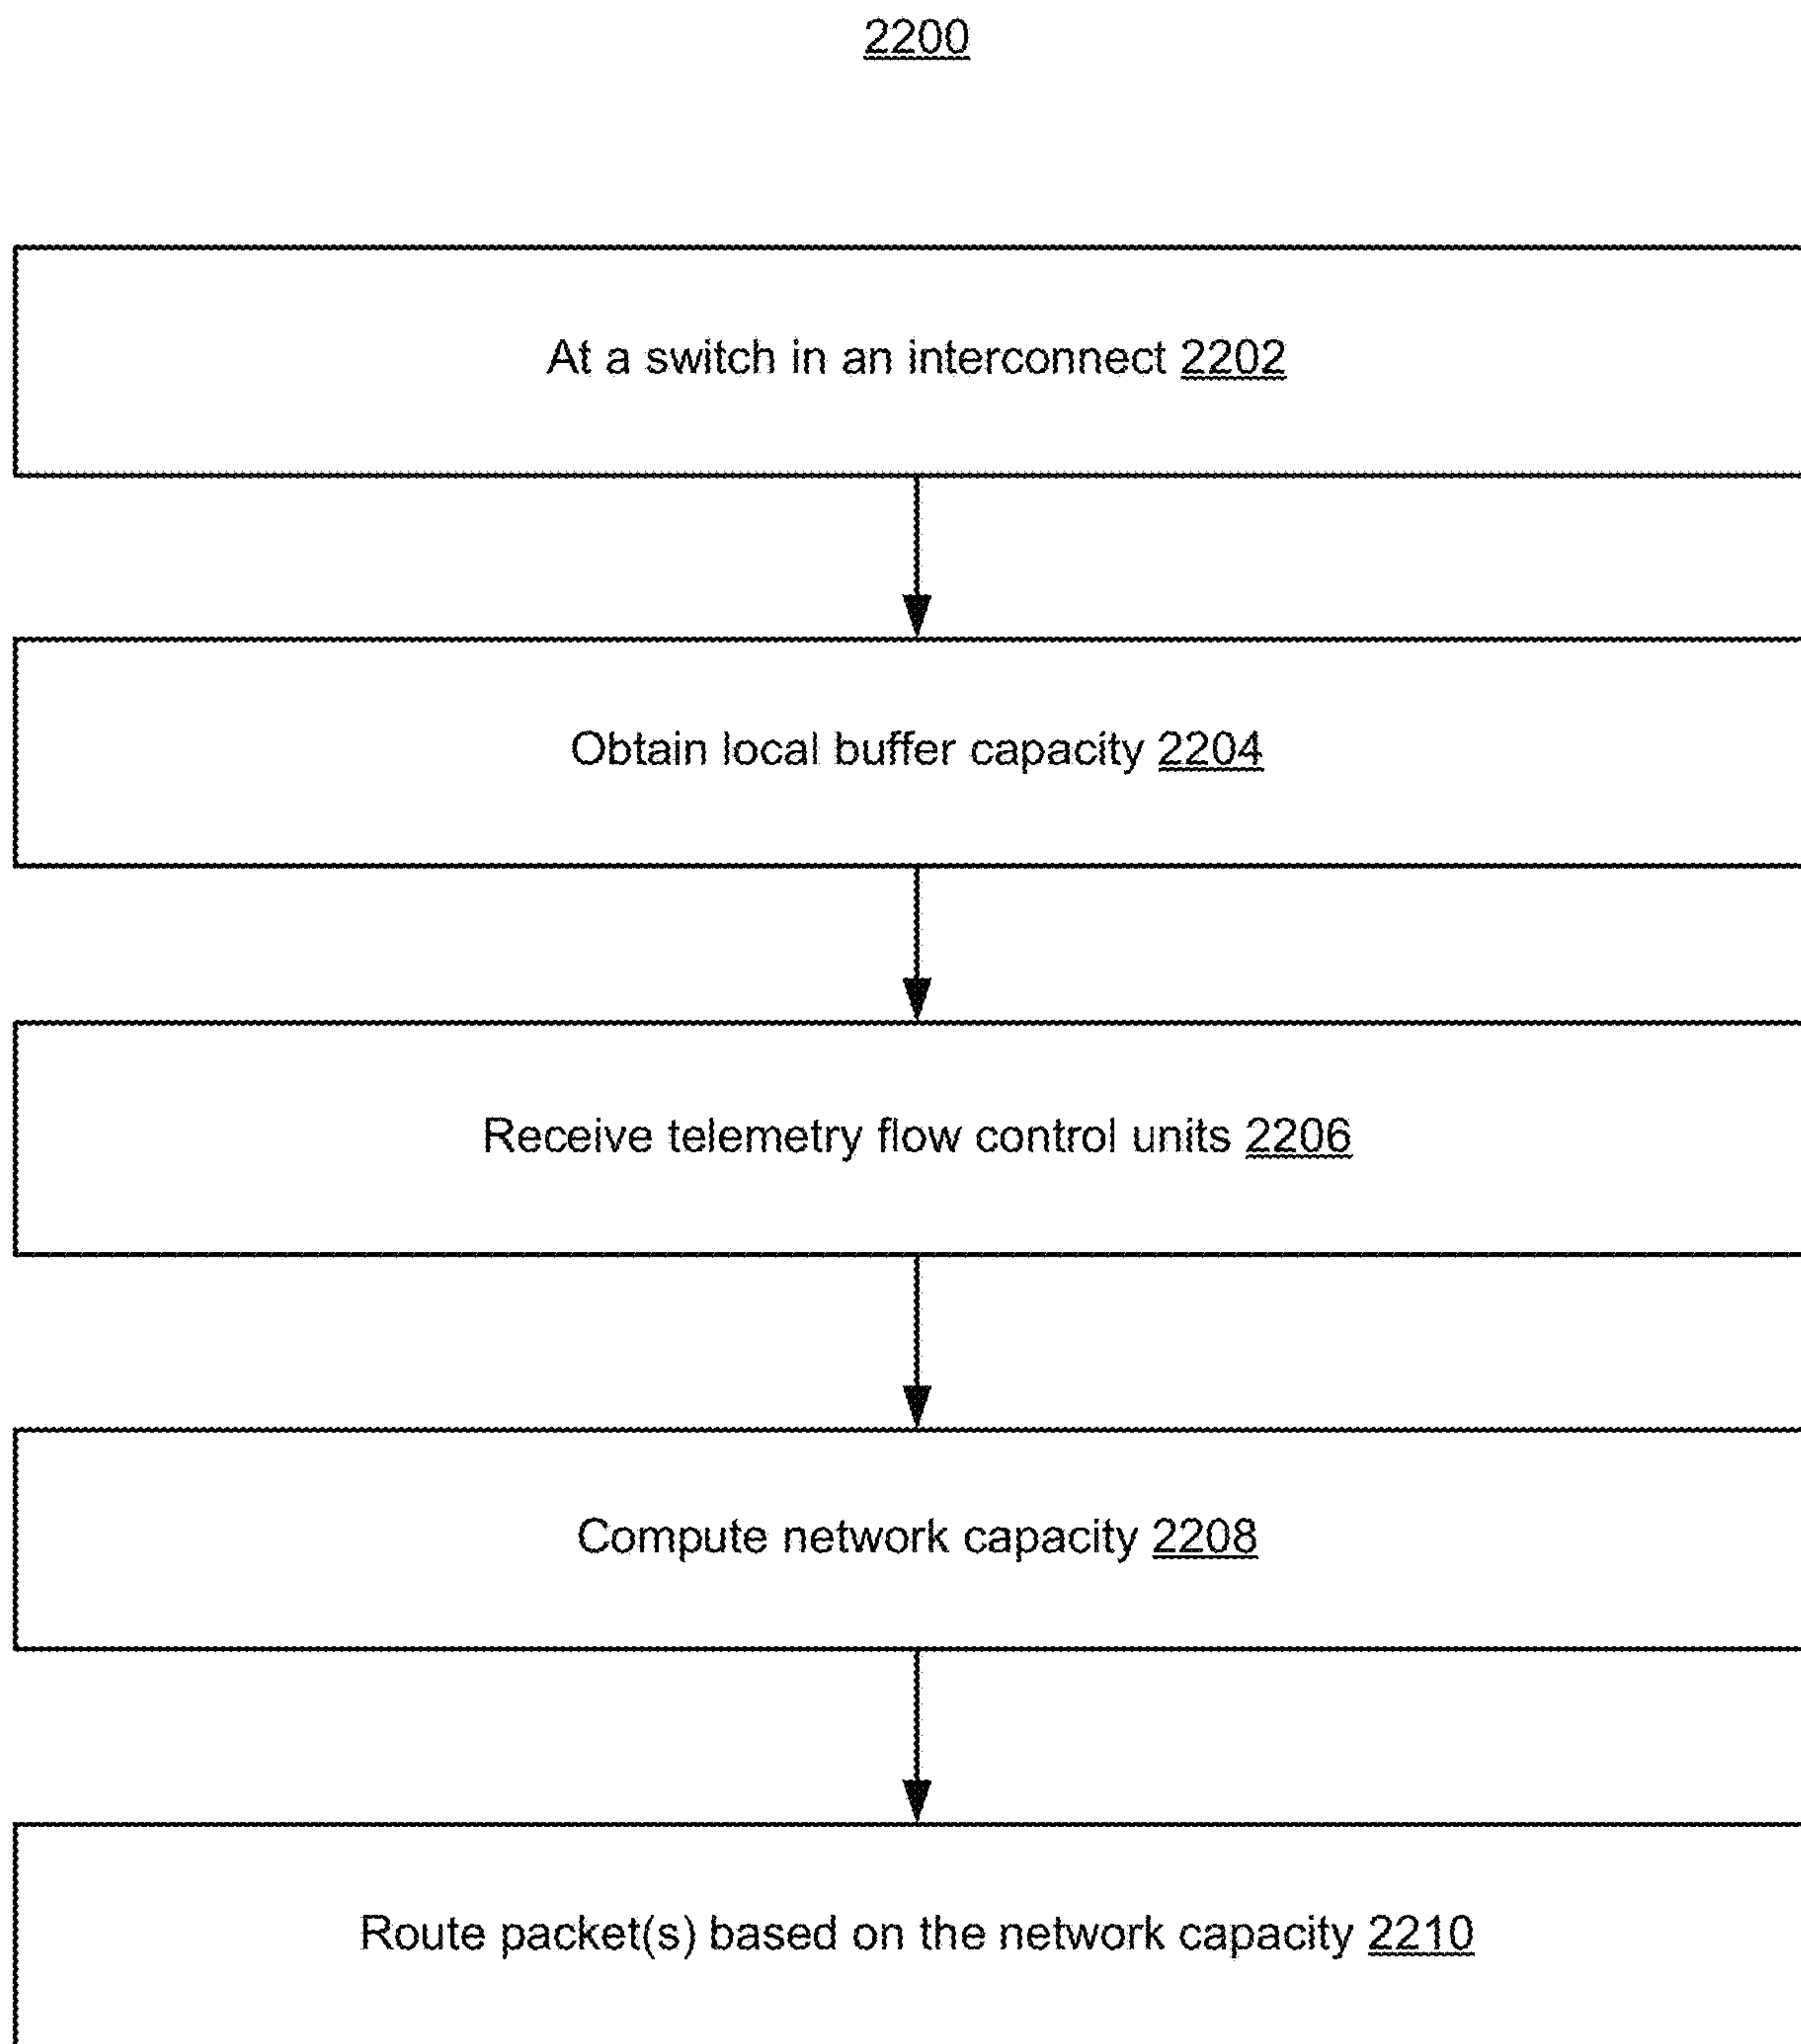 2200
At a switch in an interconnect 2202
Obtain local buffer capacity 2204
Receive telemetry flow control units 2206
Compute network capacity 2208
Route packet(s) based on the network capacity 2210